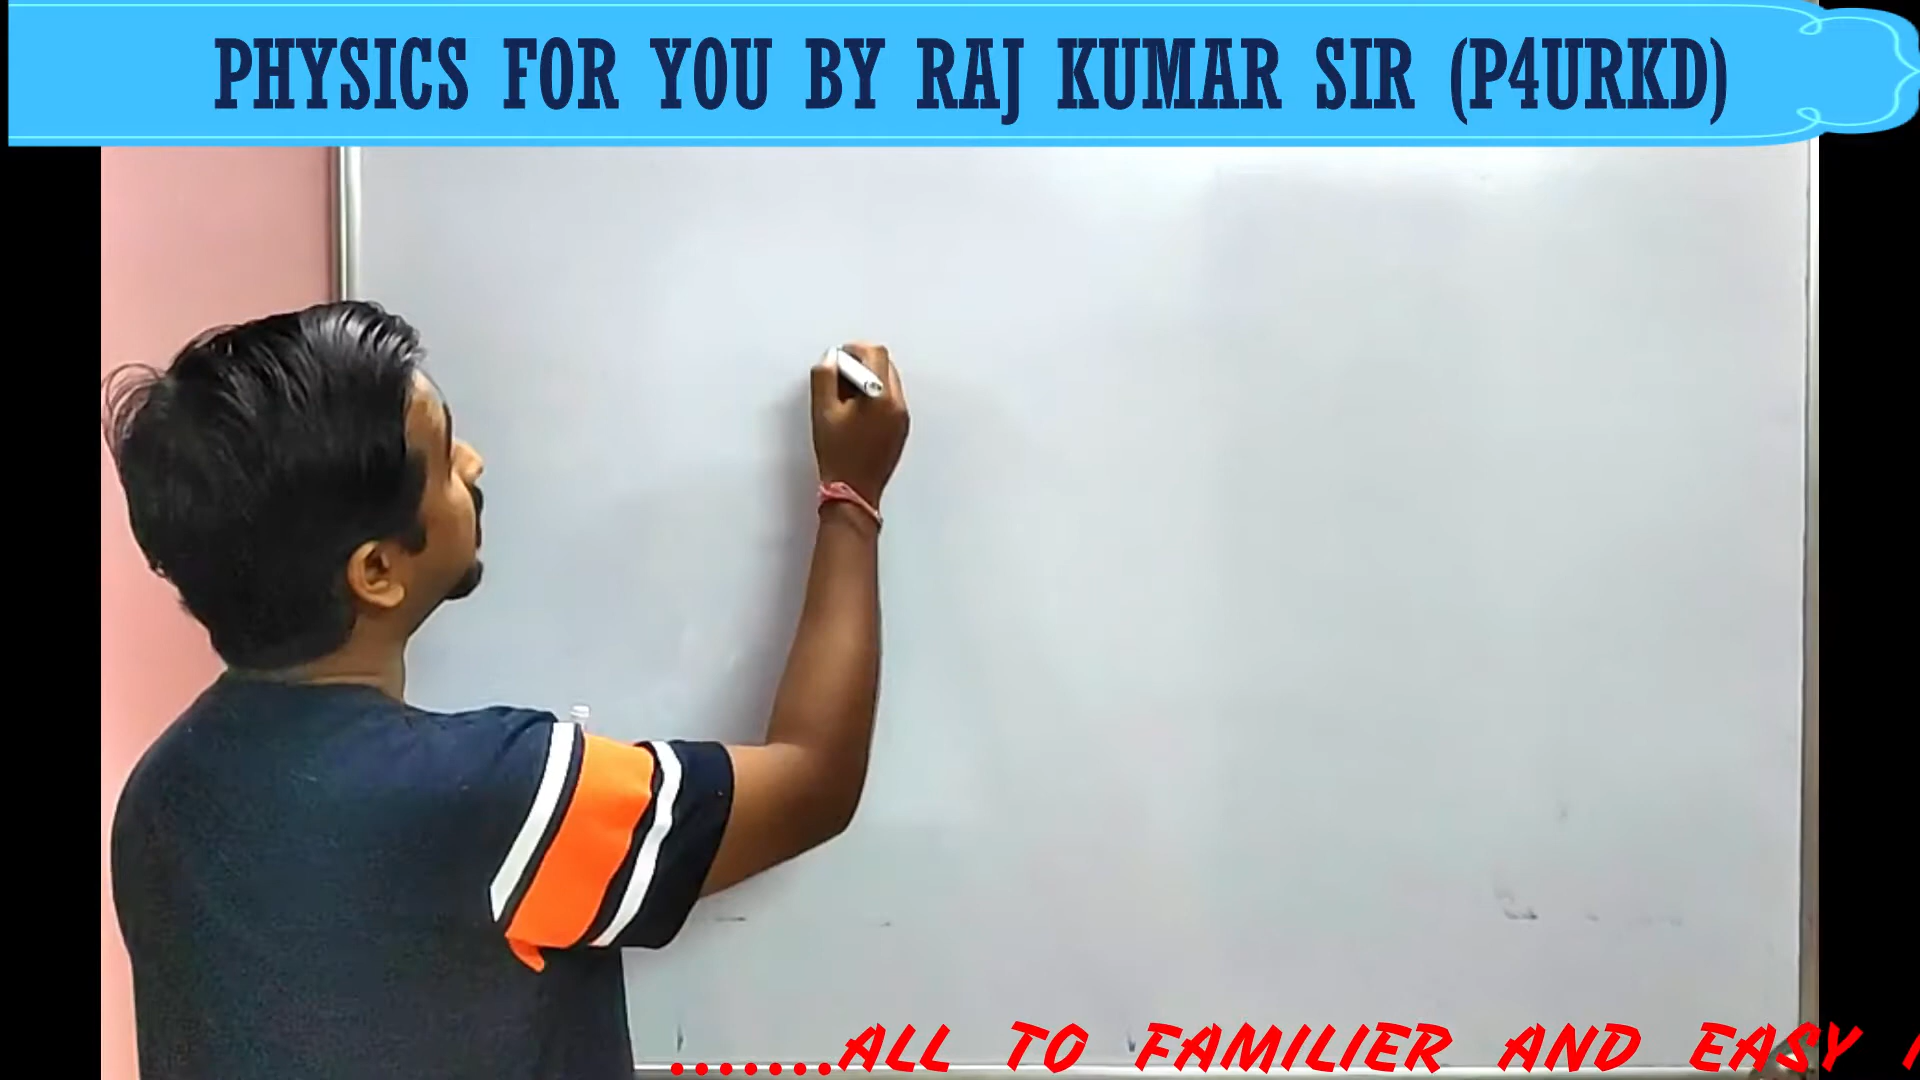 PHYSICS FOR YOU BY RAJ KUMAR SIR (P4URKD)
.......ALL TO FAMILIER AND EASY